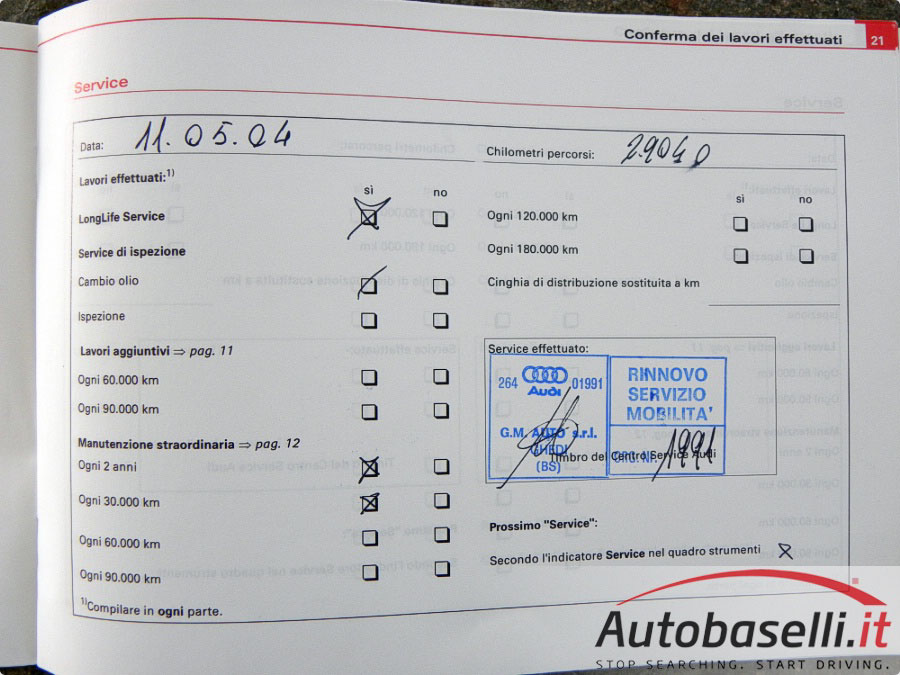 Conferma dei lavori effettuati 21
Service
Data: 11.05.04
Chilometri percorsi: 29040
Lavori effettuati:1)
sì no
LongLife Service
Service di ispezione
Cambio olio
Ispezione
Lavori aggiuntivi ⇒ pag. 11
Ogni 60.000 km
Ogni 90.000 km
Manutenzione straordinaria ⇒ pag. 12
Ogni 2 anni
Ogni 30.000 km
Ogni 60.000 km
Ogni 90.000 km
1)Compilare in ogni parte.
sì no
Ogni 120.000 km
Ogni 180.000 km
Cinghia di distribuzione sostituita a km
Service effettuato:
264 01991
Audi
G.M. AUTO s.r.l.
GHEDI
(BS)
RINNOVO
SERVIZIO
MOBILITA'
ORG. Nr. 1991
Timbro del Centro Service Audi
Prossimo "Service":
Secondo l'indicatore Service nel quadro strumenti
Autobaselli.it
STOP SEARCHING. START DRIVING.